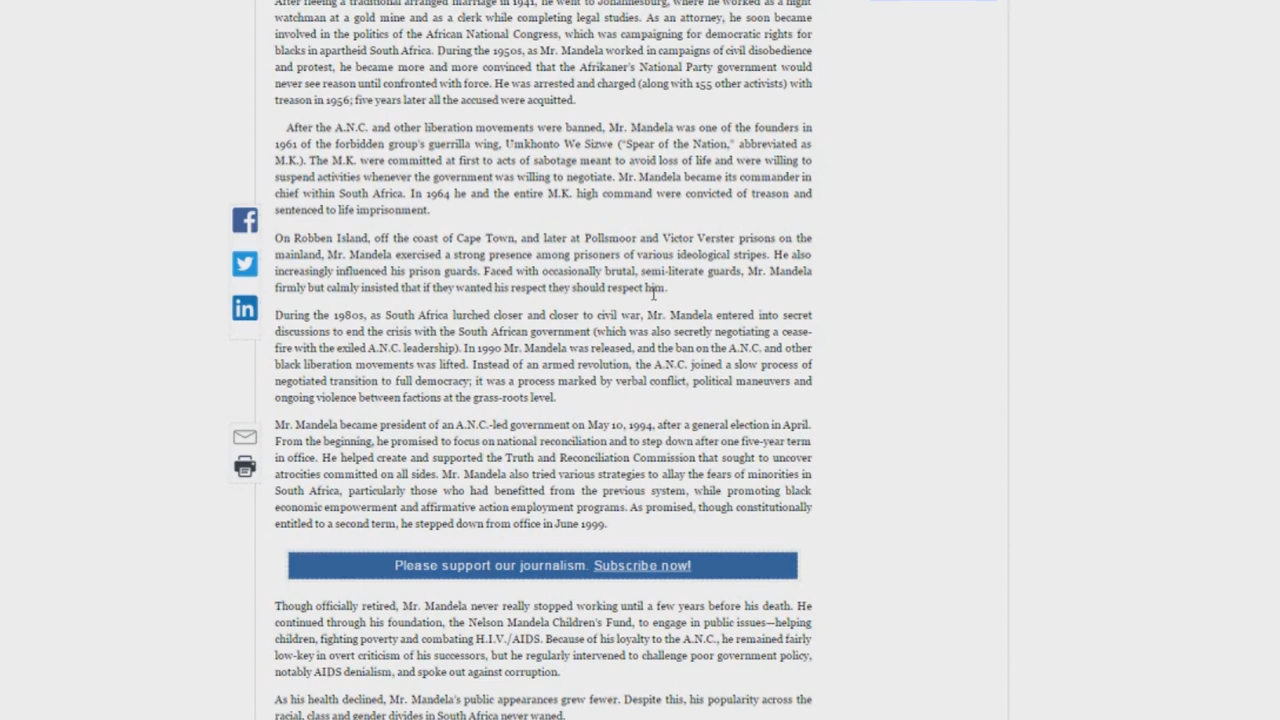 After fleeing a traditional arranged marriage in 1941, he went to Johannesburg, where he worked as a night
watchman at a gold mine and as a clerk while completing legal studies. As an attorney, he soon became
involved in the politics of the African National Congress, which was campaigning for democratic rights for
blacks in apartheid South Africa. During the 1950s, as Mr. Mandela worked in campaigns of civil disobedience
and protest, he became more and more convinced that the Afrikaner's National Party government would
never see reason until confronted with force. He was arrested and charged (along with 155 other activists) with
treason in 1956; five years later all the accused were acquitted.
After the A.N.C. and other liberation movements were banned, Mr. Mandela was one of the founders in
1961 of the forbidden group's guerrilla wing, Umkhonto We Sizwe ("Spear of the Nation," abbreviated as
M.K.). The M.K. were committed at first to acts of sabotage meant to avoid loss of life and were willing to
suspend activities whenever the government was willing to negotiate. Mr. Mandela became its commander in
chief within South Africa. In 1964 he and the entire M.K. high command were convicted of treason and
sentenced to life imprisonment.
On Robben Island, off the coast of Cape Town, and later at Pollsmoor and Victor Verster prisons on the
mainland, Mr. Mandela exercised a strong presence among prisoners of various ideological stripes. He also
increasingly influenced his prison guards. Faced with occasionally brutal, semi-literate guards, Mr. Mandela
firmly but calmly insisted that if they wanted his respect they should respect him.
During the 1980s, as South Africa lurched closer and closer to civil war, Mr. Mandela entered into secret
discussions to end the crisis with the South African government (which was also secretly negotiating a cease-
fire with the exiled A.N.C. leadership). In 1990 Mr. Mandela was released, and the ban on the A.N.C. and other
black liberation movements was lifted. Instead of an armed revolution, the A.N.C. joined a slow process of
negotiated transition to full democracy; it was a process marked by verbal conflict, political maneuvers and
ongoing violence between factions at the grass-roots level.
Mr. Mandela became president of an A.N.C.-led government on May 10, 1994, after a general election in April.
From the beginning, he promised to focus on national reconciliation and to step down after one five-year term
in office. He helped create and supported the Truth and Reconciliation Commission that sought to uncover
atrocities committed on all sides. Mr. Mandela also tried various strategies to allay the fears of minorities in
South Africa, particularly those who had benefitted from the previous system, while promoting black
economic empowerment and affirmative action employment programs. As promised, though constitutionally
entitled to a second term, he stepped down from office in June 1999.
Please support our journalism. Subscribe now!
Though officially retired, Mr. Mandela never really stopped working until a few years before his death. He
continued through his foundation, the Nelson Mandela Children's Fund, to engage in public issues—helping
children, fighting poverty and combating H.I.V./AIDS. Because of his loyalty to the A.N.C., he remained fairly
low-key in overt criticism of his successors, but he regularly intervened to challenge poor government policy,
notably AIDS denialism, and spoke out against corruption.
As his health declined, Mr. Mandela's public appearances grew fewer. Despite this, his popularity across the
racial, class and gender divides in South Africa never waned.